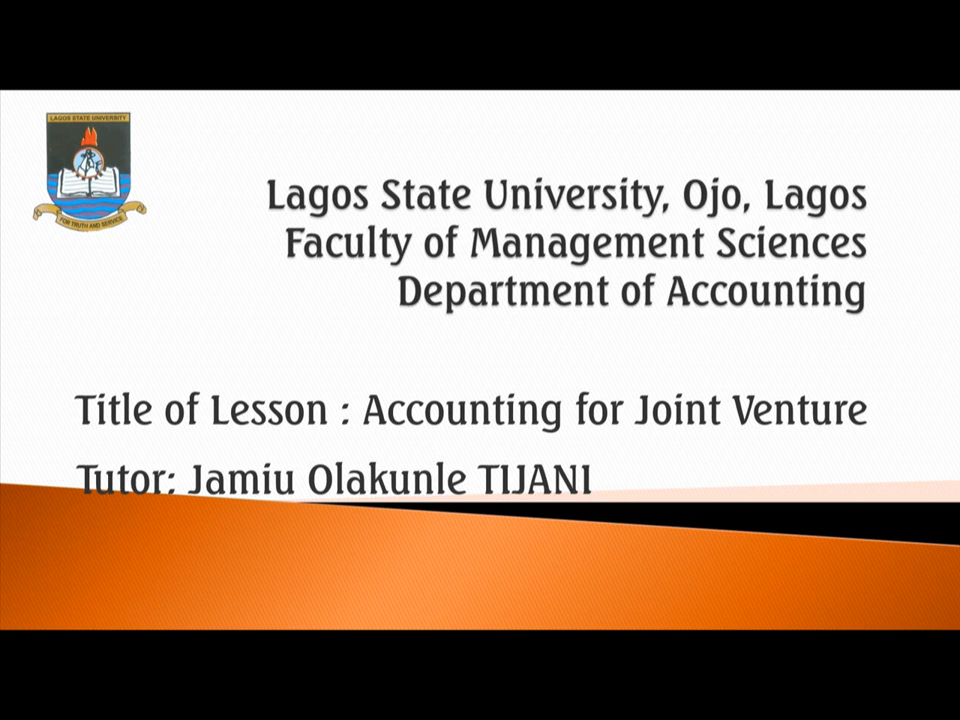 LAGOS STATE UNIVERSITY
FOR TRUTH AND SERVICE
Lagos State University, Ojo, Lagos
Faculty of Management Sciences
Department of Accounting
Title of Lesson : Accounting for Joint Venture
Tutor: Jamiu Olakunle TIJANI